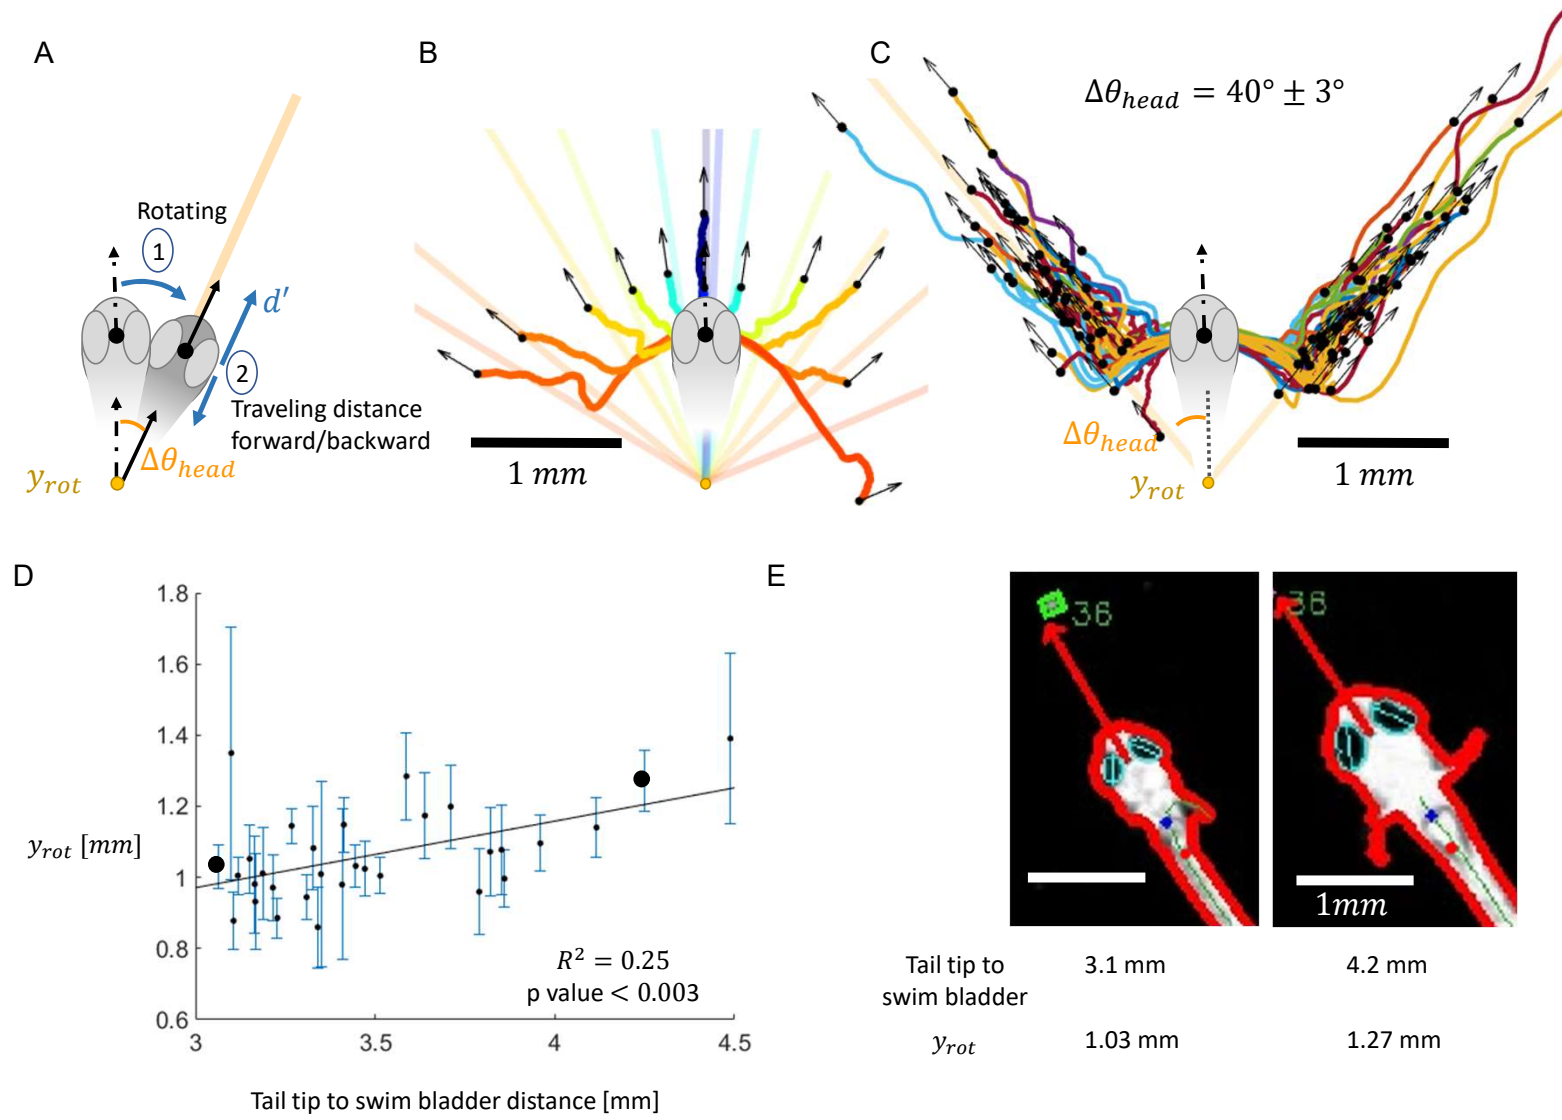 A
B
C
Δθ_head = 40° ± 3°
Rotating
1
d′
2
Traveling distance
forward/backward
Δθ_head
y_rot
1 mm
Δθ_head
y_rot
1 mm
D
E
1.8
1.6
1.4
1.2
1
0.8
0.6
y_rot [mm]
R² = 0.25
p value < 0.003
3
3.5
4
4.5
Tail tip to swim bladder distance [mm]
36
36
1mm
Tail tip to
swim bladder
3.1 mm
4.2 mm
y_rot
1.03 mm
1.27 mm